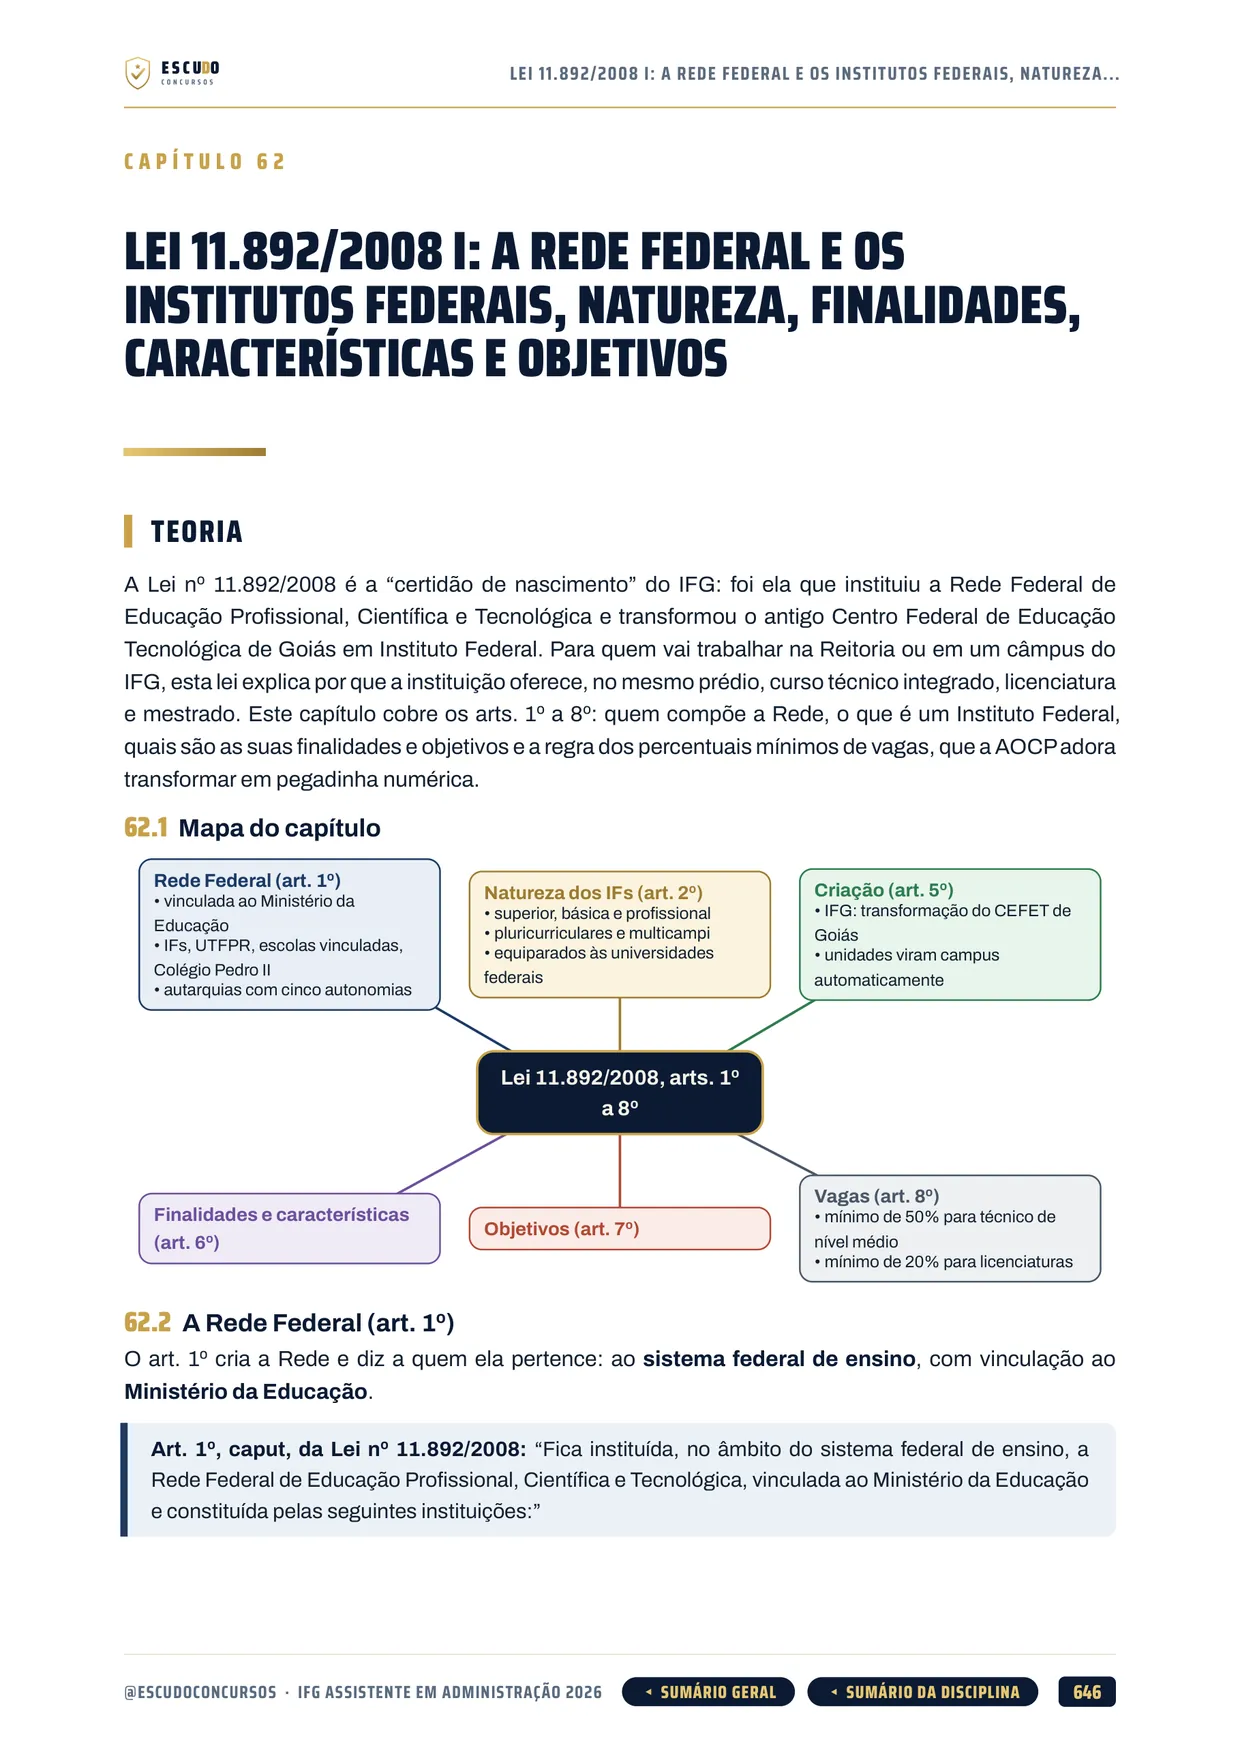 ESCUDO
CONCURSOS
LEI 11.892/2008 I: A REDE FEDERAL E OS INSTITUTOS FEDERAIS, NATUREZA...
CAPÍTULO 62
LEI 11.892/2008 I: A REDE FEDERAL E OS
INSTITUTOS FEDERAIS, NATUREZA, FINALIDADES,
CARACTERÍSTICAS E OBJETIVOS
TEORIA
A Lei nº 11.892/2008 é a “certidão de nascimento” do IFG: foi ela que instituiu a Rede Federal de
Educação Profissional, Científica e Tecnológica e transformou o antigo Centro Federal de Educação
Tecnológica de Goiás em Instituto Federal. Para quem vai trabalhar na Reitoria ou em um câmpus do
IFG, esta lei explica por que a instituição oferece, no mesmo prédio, curso técnico integrado, licenciatura
e mestrado. Este capítulo cobre os arts. 1º a 8º: quem compõe a Rede, o que é um Instituto Federal,
quais são as suas finalidades e objetivos e a regra dos percentuais mínimos de vagas, que a AOCP adora
transformar em pegadinha numérica.
62.1 Mapa do capítulo
Rede Federal (art. 1º)
• vinculada ao Ministério da
Educação
• IFs, UTFPR, escolas vinculadas,
Colégio Pedro II
• autarquias com cinco autonomias
Natureza dos IFs (art. 2º)
• superior, básica e profissional
• pluricurriculares e multicampi
• equiparados às universidades
federais
Criação (art. 5º)
• IFG: transformação do CEFET de
Goiás
• unidades viram campus
automaticamente
Lei 11.892/2008, arts. 1º
a 8º
Finalidades e características
(art. 6º)
Objetivos (art. 7º)
Vagas (art. 8º)
• mínimo de 50% para técnico de
nível médio
• mínimo de 20% para licenciaturas
62.2 A Rede Federal (art. 1º)
O art. 1º cria a Rede e diz a quem ela pertence: ao sistema federal de ensino, com vinculação ao
Ministério da Educação.
Art. 1º, caput, da Lei nº 11.892/2008: “Fica instituída, no âmbito do sistema federal de ensino, a
Rede Federal de Educação Profissional, Científica e Tecnológica, vinculada ao Ministério da Educação
e constituída pelas seguintes instituições:”
@ESCUDOCONCURSOS · IFG ASSISTENTE EM ADMINISTRAÇÃO 2026
◂ SUMÁRIO GERAL
◂ SUMÁRIO DA DISCIPLINA
646